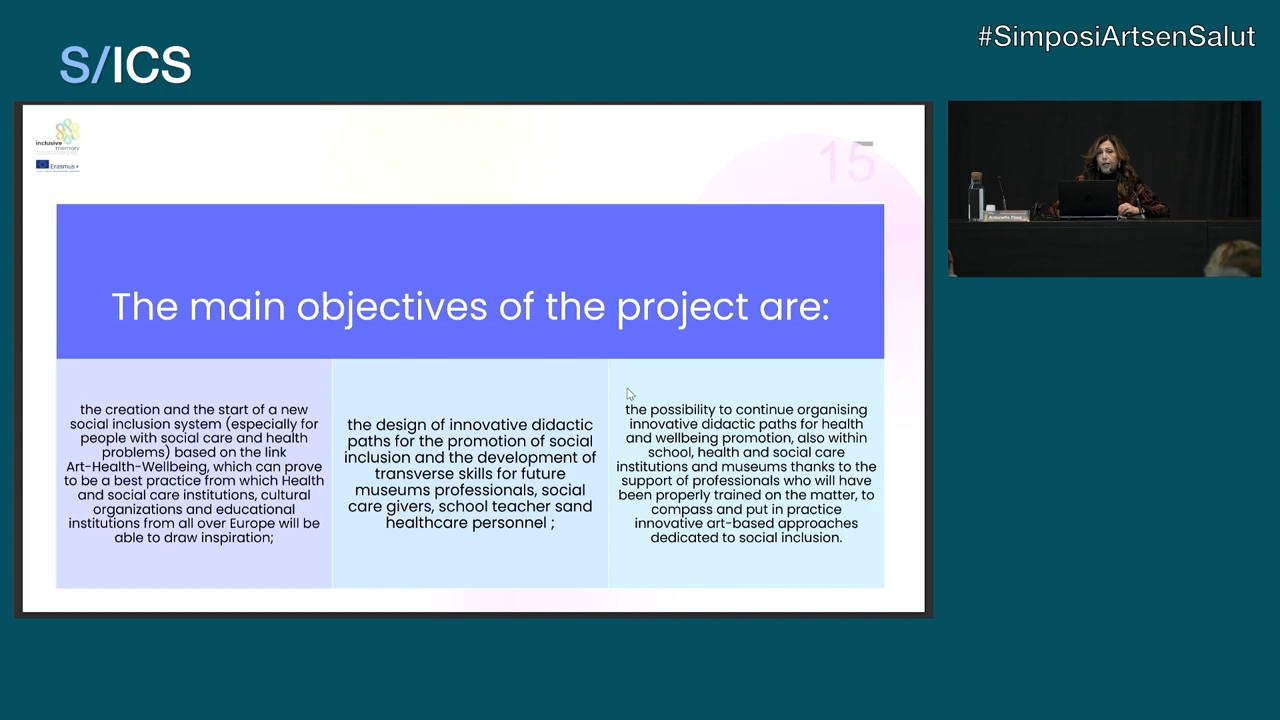 S/ICS
#SimposiArtsenSalut
inclusive
memory
Erasmus+
15
The main objectives of the project are:
the creation and the start of a new
social inclusion system (especially for
people with social care and health
problems) based on the link
Art-Health-Wellbeing, which can prove
to be a best practice from which Health
and social care institutions, cultural
organizations and educational
institutions from all over Europe will be
able to draw inspiration;
the design of innovative didactic
paths for the promotion of social
inclusion and the development of
transverse skills for future
museums professionals, social
care givers, school teacher sand
healthcare personnel ;
the possibility to continue organising
innovative didactic paths for health
and wellbeing promotion, also within
school, health and social care
institutions and museums thanks to the
support of professionals who will have
been properly trained on the matter, to
compass and put in practice
innovative art-based approaches
dedicated to social inclusion.